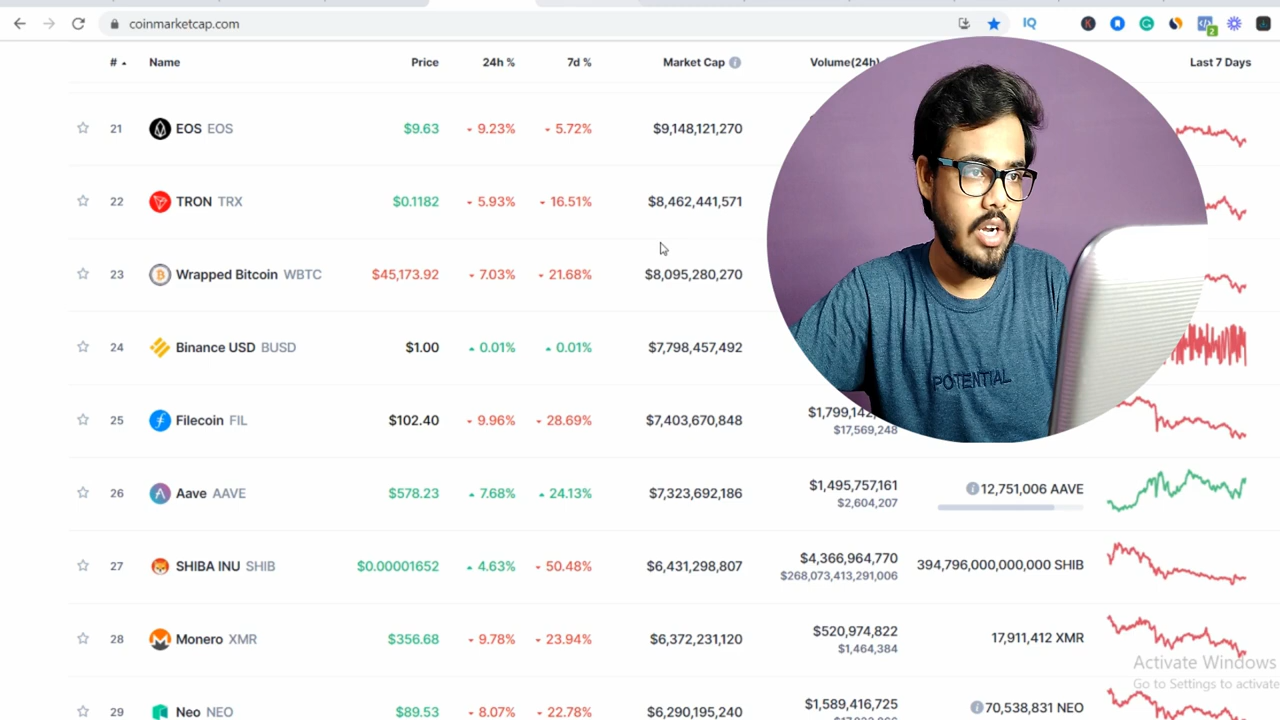 coinmarketcap.com
IQ
2
# Name Price 24h % 7d % Market Cap Volume(24h) Last 7 Days
21 EOS EOS $9.63 9.23% 5.72% $9,148,121,270
22 TRON TRX $0.1182 5.93% 16.51% $8,462,441,571
23 Wrapped Bitcoin WBTC $45,173.92 7.03% 21.68% $8,095,280,270
24 Binance USD BUSD $1.00 0.01% 0.01% $7,798,457,492
25 Filecoin FIL $102.40 9.96% 28.69% $7,403,670,848
$17,569,248
POTENTIAL
26 Aave AAVE $578.23 7.68% 24.13% $7,323,692,186 $1,495,757,161 12,751,006 AAVE
$2,604,207
27 SHIBA INU SHIB $0.00001652 4.63% 50.48% $6,431,298,807 $4,366,964,770 394,796,000,000,000 SHIB
$268,073,413,291,006
28 Monero XMR $356.68 9.78% 23.94% $6,372,231,120 $520,974,822 17,911,412 XMR
$1,464,384
Activate Windows
Go to Settings to activate
29 Neo NEO $89.53 8.07% 22.78% $6,290,195,240 $1,589,416,725 70,538,831 NEO